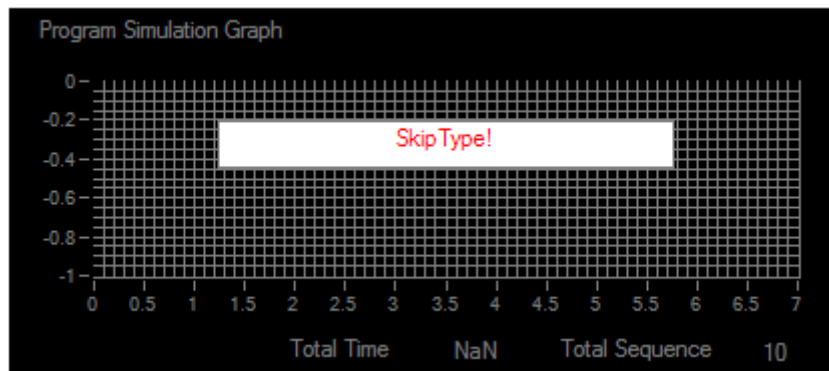 Program Simulation Graph
0
-0.2
SkipType!
-0.4
-0.6
-0.8
-1
0 0.5 1 1.5 2 2.5 3 3.5 4 4.5 5 5.5 6 6.5 7
Total Time NaN Total Sequence 10